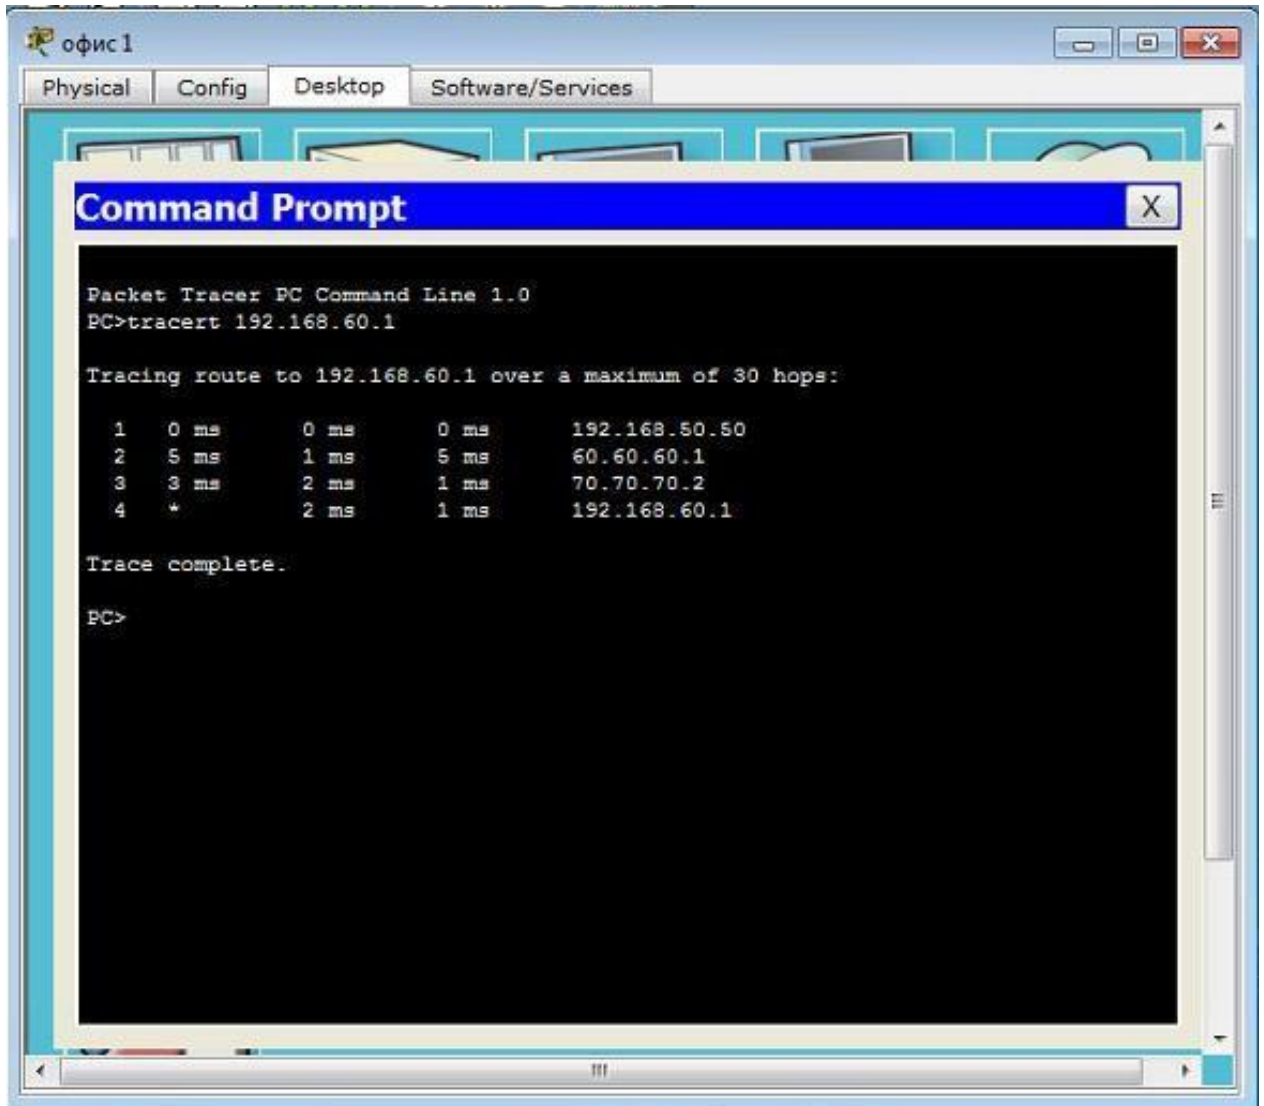 офис 1
Physical Config Desktop Software/Services
Command Prompt X
Packet Tracer PC Command Line 1.0
PC>tracert 192.168.60.1
Tracing route to 192.168.60.1 over a maximum of 30 hops:
1 0 ms 0 ms 0 ms 192.168.50.50
2 5 ms 1 ms 5 ms 60.60.60.1
3 3 ms 2 ms 1 ms 70.70.70.2
4 * 2 ms 1 ms 192.168.60.1
Trace complete.
PC>